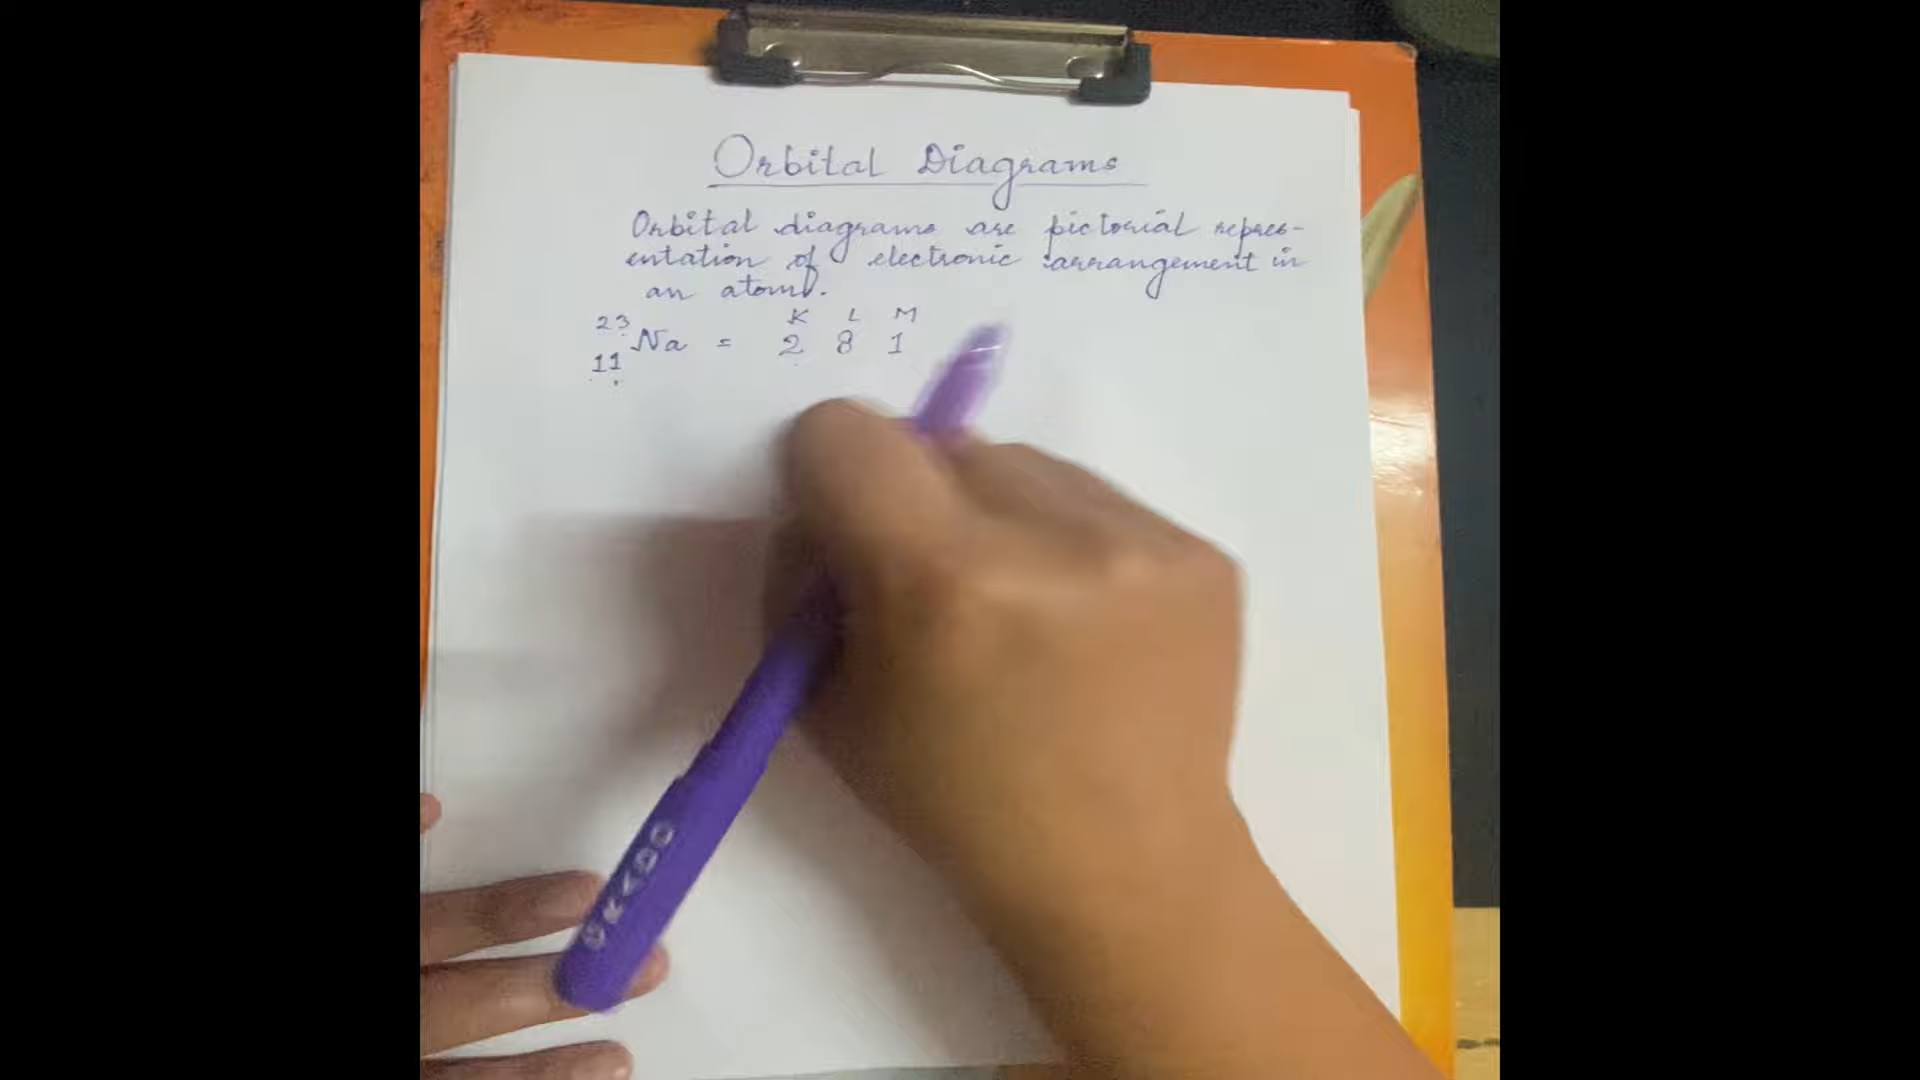 Orbital Diagrams
Orbital diagrams are pictorial repres-
entation of electronic arrangement in
an atom.
K L M
23
Na = 2 8 1
11